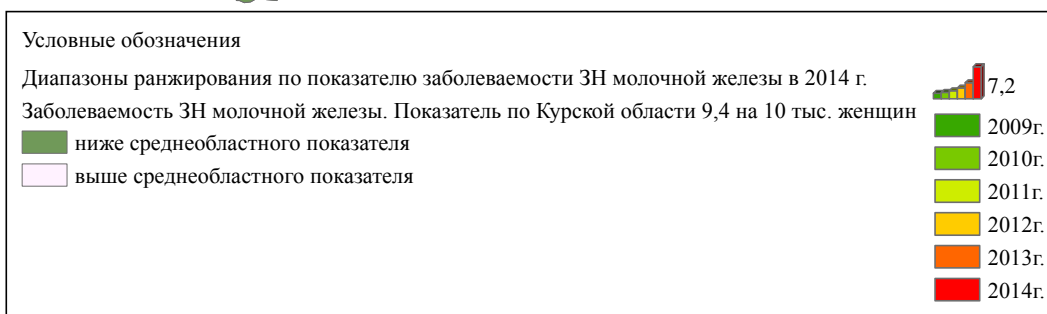 Условные обозначения
Диапазоны ранжирования по показателю заболеваемости ЗН молочной железы в 2014 г.
Заболеваемость ЗН молочной железы. Показатель по Курской области 9,4 на 10 тыс. женщин
ниже среднеобластного показателя
выше среднеобластного показателя
7,2
2009г.
2010г.
2011г.
2012г.
2013г.
2014г.